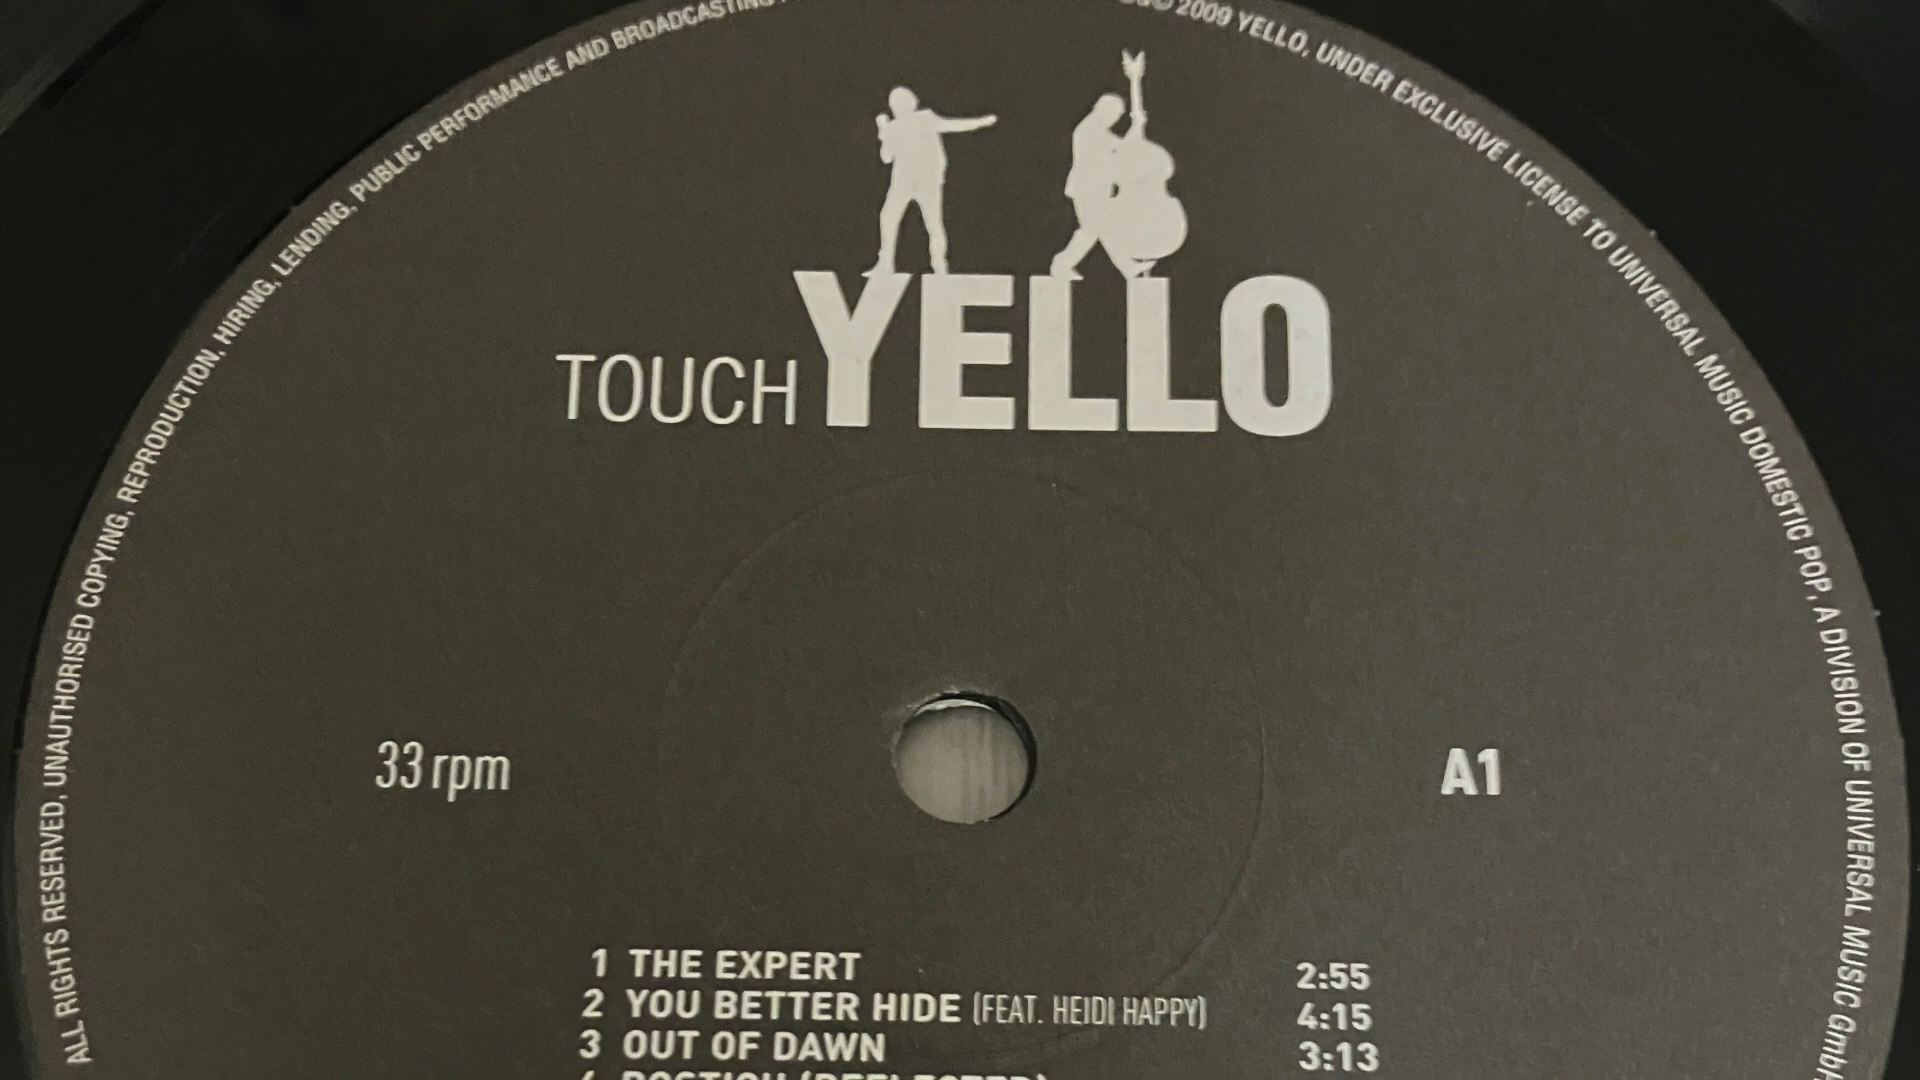 ALL RIGHTS RESERVED, UNAUTHORISED COPYING, REPRODUCTION, HIRING, LENDING, PUBLIC PERFORMANCE AND BROADCASTING
2009 YELLO, UNDER EXCLUSIVE LICENSE TO UNIVERSAL MUSIC DOMESTIC POP, A DIVISION OF UNIVERSAL MUSIC GmbH
TOUCH YELLO
33 rpm
A1
1 THE EXPERT 2:55
2 YOU BETTER HIDE (FEAT. HEIDI HAPPY) 4:15
3 OUT OF DAWN 3:13